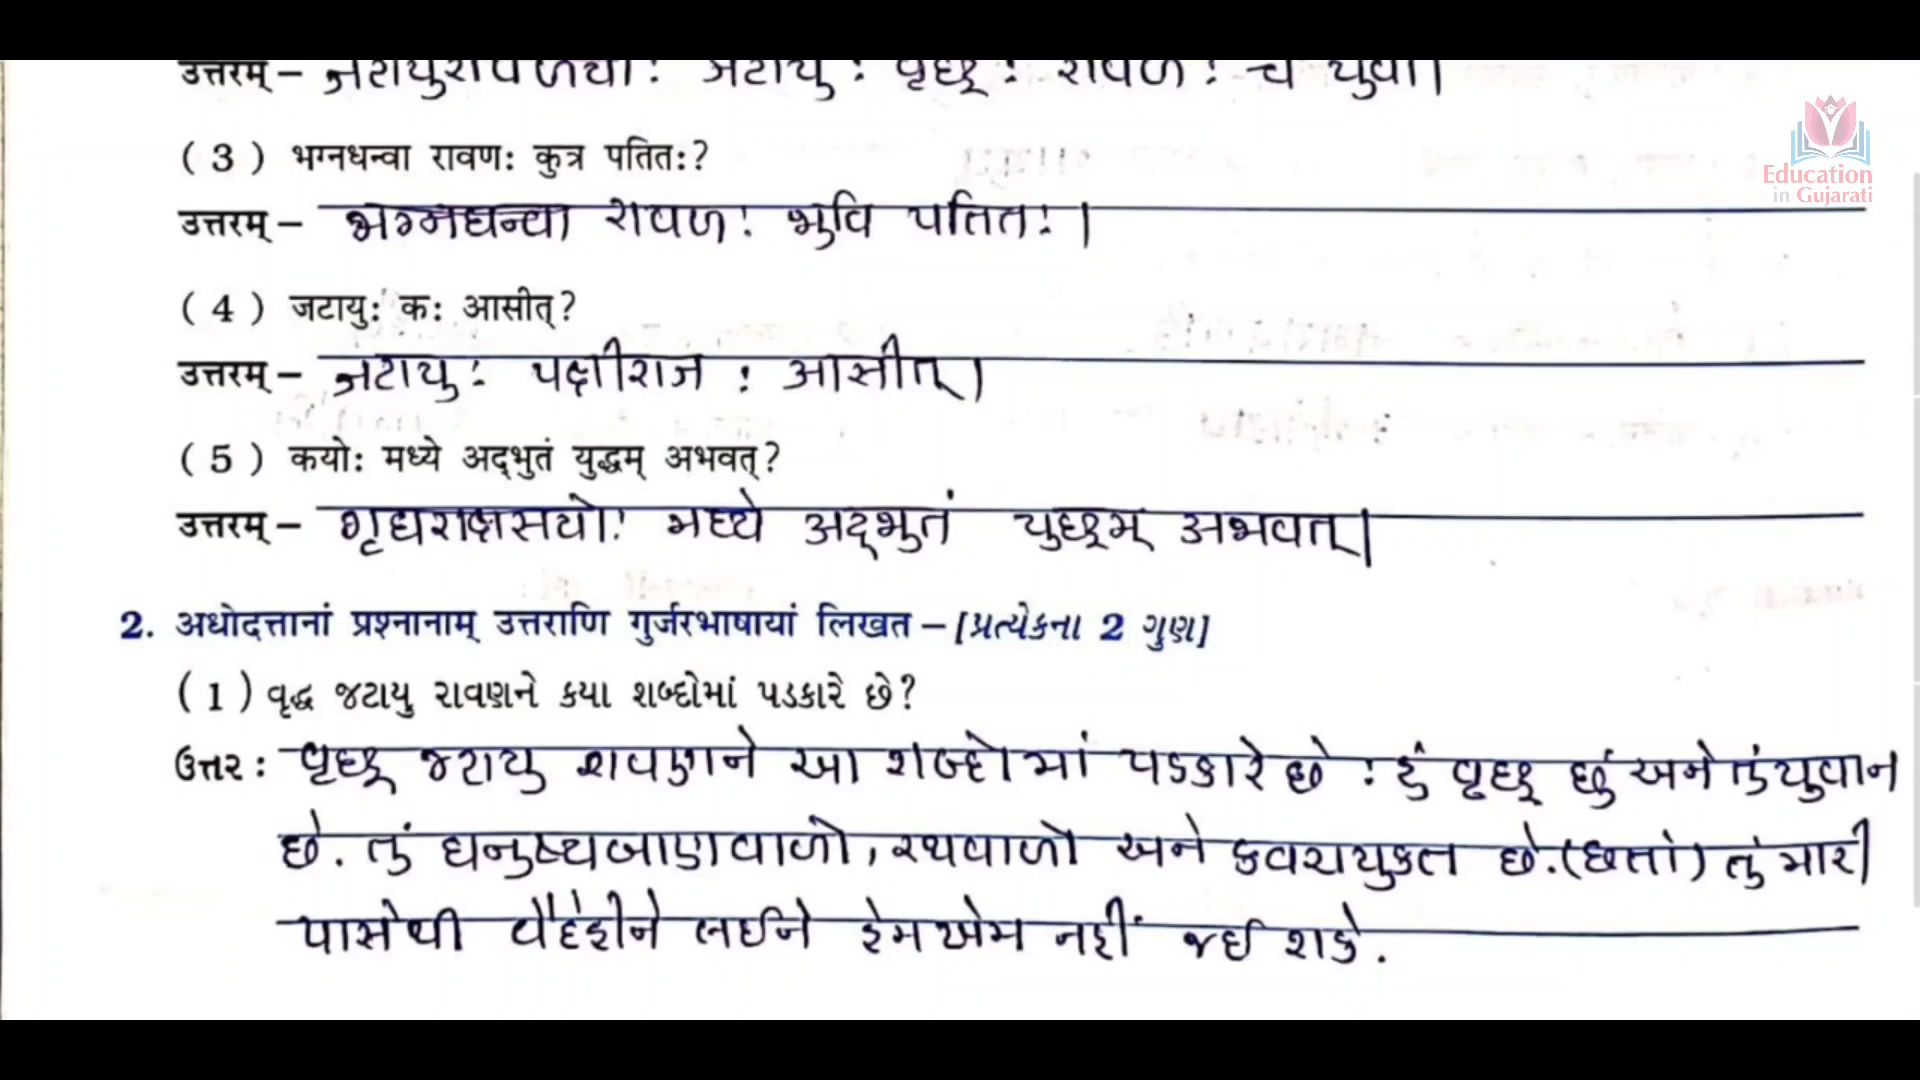 उत्तरम् – जटायुरावणयोः जटायुः वृद्धः रावणः च युवा।
Education
in Gujarati
( 3 ) भग्नधन्वा रावणः कुत्र पतितः?
उत्तरम् – भग्नधन्वा रावणः भुवि पतितः।
( 4 ) जटायुः कः आसीत्?
उत्तरम् – जटायुः पक्षीराजः आसीत्।
( 5 ) कयोः मध्ये अद्भुतं युद्धम् अभवत्?
उत्तरम् – गृध्रराक्षसयोः मध्ये अद्भुतं युद्धम् अभवत्।
2. अधोदत्तानां प्रश्नानाम् उत्तराणि गुर्जरभाषायां लिखत – [પ્રત્યેકના 2 ગુણ]
( 1 ) વૃદ્ધ જટાયુ રાવણને કયા શબ્દોમાં પડકારે છે?
ઉત્તર : વૃદ્ધ જટાયુ રાવણને આ શબ્દોમાં પડકારે છે : હું વૃદ્ધ છું અને તું યુવાન
છે. તું ધનુષ્યબાણવાળો, રથવાળો અને કવચયુક્ત છે. (છતાં) તું મારી
પાસેથી વૈદેહીને લઈને હેમખેમ નહીં જઈ શકે.